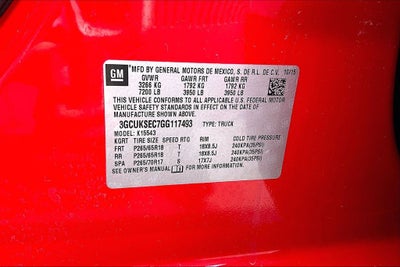 GM
MFD BY GENERAL MOTORS DE MEXICO, S. DE R.L. DE C.V. 10/15
GVWR GAWR FRT GAWR RR
3266 KG 1792 KG 1792 KG
7200 LB 3950 LB 3950 LB
THIS VEHICLE CONFORMS TO ALL APPLICABLE U.S. FEDERAL MOTOR
VEHICLE SAFETY STANDARDS IN EFFECT ON THE DATE OF
MANUFACTURE SHOWN ABOVE.
3GCUKSEC7GG117493 TYPE: TRUCK
MODEL: K15543
TIRE SIZE SPEED RTG RIM COLD TIRE PRESSURE
FRT P265/65R18 T 18X8.5J 240KPA(35PSI)
RR P265/65R18 T 18X8.5J 240KPA(35PSI)
SPA P265/70R17 S 17X7J 240KPA(35PSI)
SEE OWNER'S MANUAL FOR MORE INFORMATION.